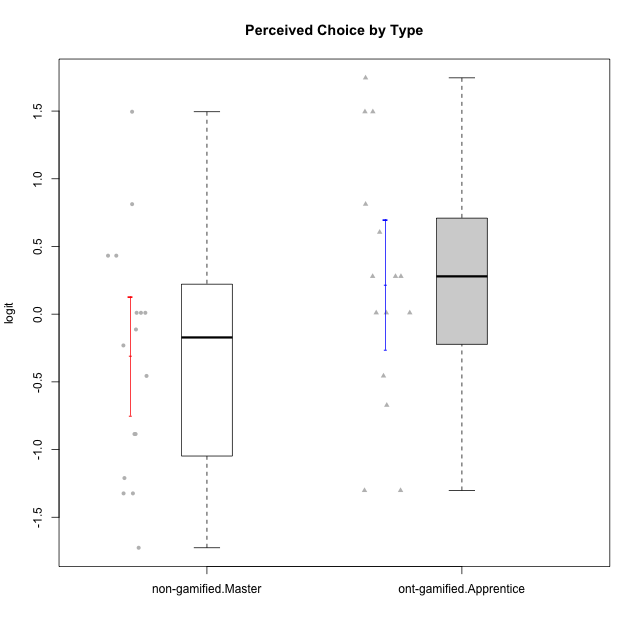 Perceived Choice by Type
logit
1.5
1.0
0.5
0.0
-0.5
-1.0
-1.5
non-gamified.Master
ont-gamified.Apprentice